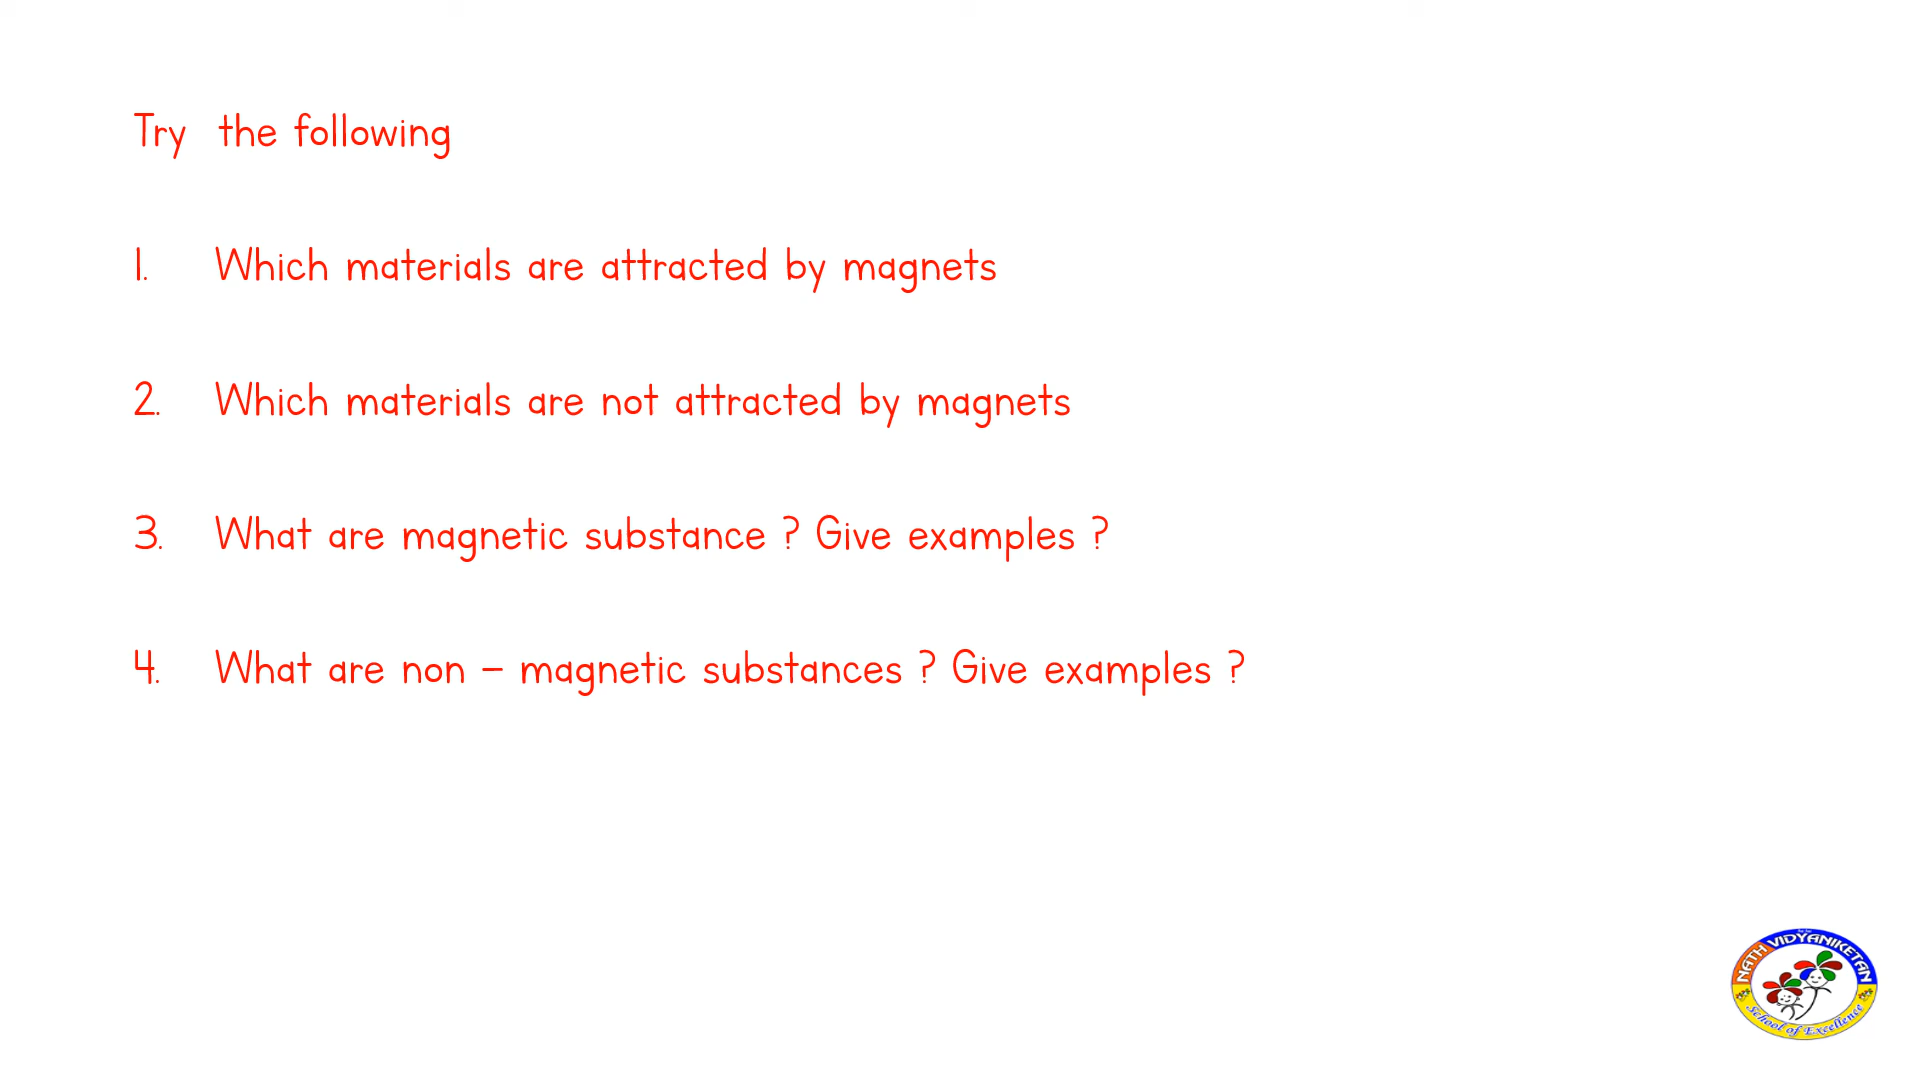 Try the following
1. Which materials are attracted by magnets
2. Which materials are not attracted by magnets
3. What are magnetic substance ? Give examples ?
4. What are non – magnetic substances ? Give examples ?
NATH VIDYANIKETAN
School of Excellence